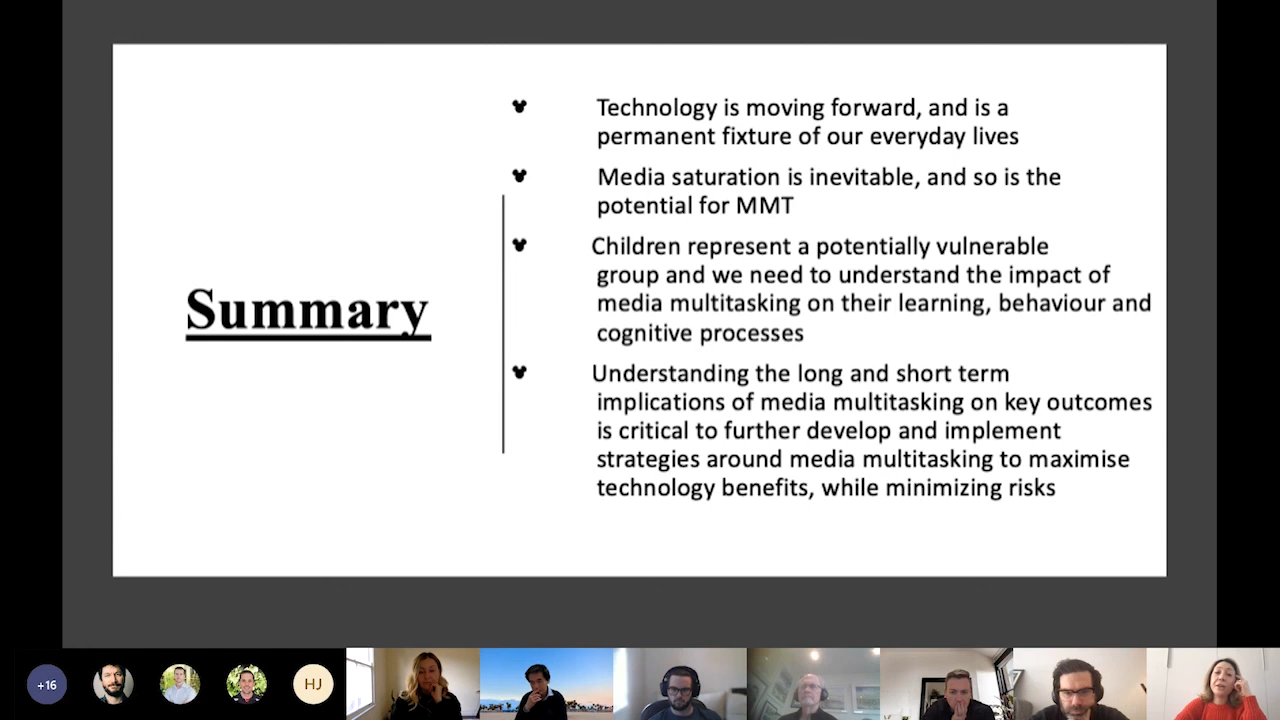 Summary
Technology is moving forward, and is a
permanent fixture of our everyday lives
Media saturation is inevitable, and so is the
potential for MMT
Children represent a potentially vulnerable
group and we need to understand the impact of
media multitasking on their learning, behaviour and
cognitive processes
Understanding the long and short term
implications of media multitasking on key outcomes
is critical to further develop and implement
strategies around media multitasking to maximise
technology benefits, while minimizing risks
+16
HJ